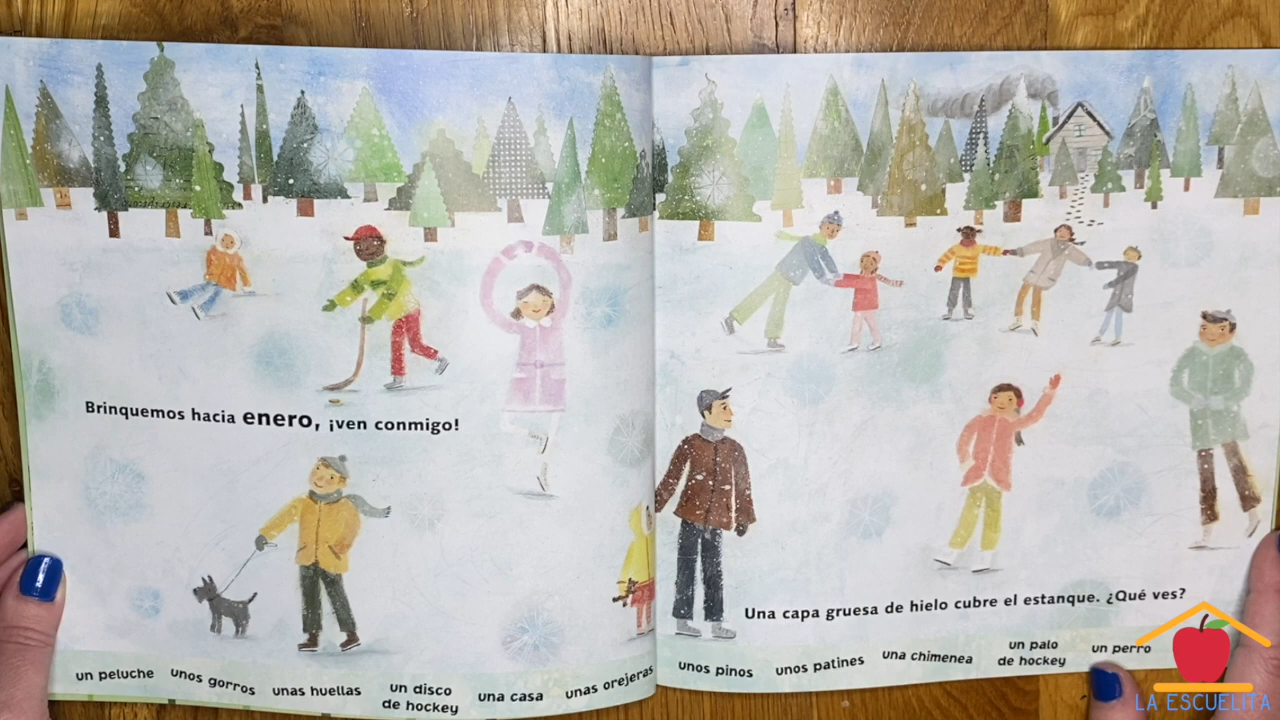 Brinquemos hacia enero, ¡ven conmigo!
Una capa gruesa de hielo cubre el estanque. ¿Qué ves?
un peluche
unos gorros
unas huellas
un disco
de hockey
una casa
unas orejeras
unos pinos
unos patines
una chimenea
un palo
de hockey
un perro
LA ESCUELITA